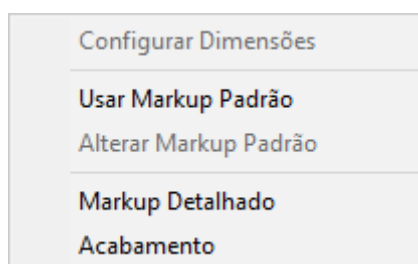 Configurar Dimensões
Usar Markup Padrão
Alterar Markup Padrão
Markup Detalhado
Acabamento